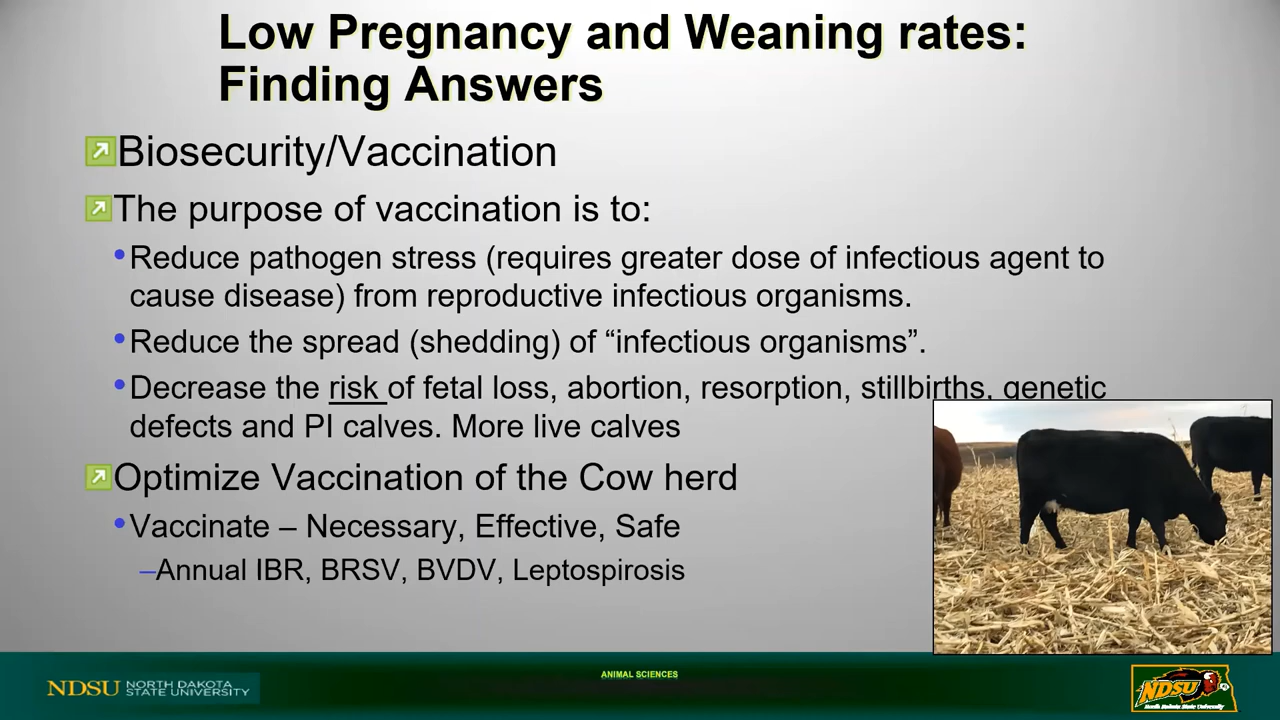 Low Pregnancy and Weaning rates:
Finding Answers
Biosecurity/Vaccination
The purpose of vaccination is to:
•Reduce pathogen stress (requires greater dose of infectious agent to
cause disease) from reproductive infectious organisms.
•Reduce the spread (shedding) of “infectious organisms”.
•Decrease the risk of fetal loss, abortion, resorption, stillbirths, genetic
defects and PI calves. More live calves
Optimize Vaccination of the Cow herd
•Vaccinate – Necessary, Effective, Safe
–Annual IBR, BRSV, BVDV, Leptospirosis
ANIMAL SCIENCES
NDSU NORTH DAKOTA
STATE UNIVERSITY
NDSU ®
North Dakota State University